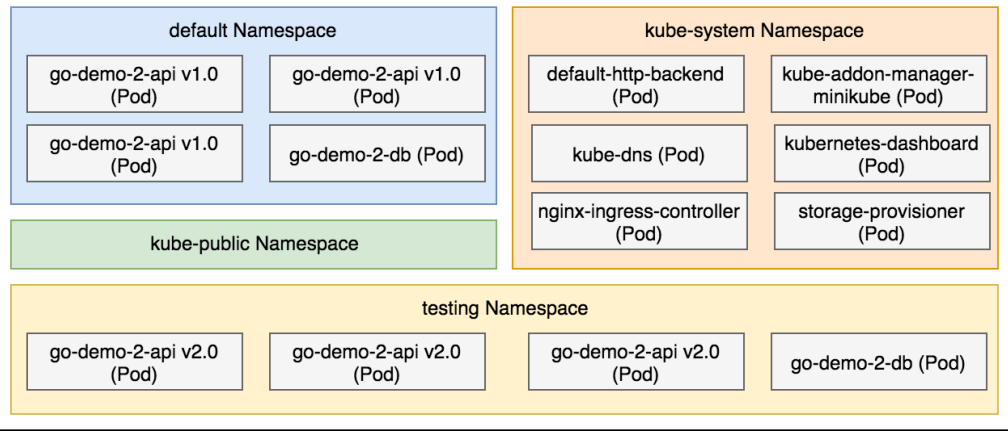 default Namespace
go-demo-2-api v1.0
(Pod)
go-demo-2-api v1.0
(Pod)
go-demo-2-api v1.0
(Pod)
go-demo-2-db (Pod)
kube-public Namespace
kube-system Namespace
default-http-backend
(Pod)
kube-addon-manager-
minikube (Pod)
kube-dns (Pod)
kubernetes-dashboard
(Pod)
nginx-ingress-controller
(Pod)
storage-provisioner
(Pod)
testing Namespace
go-demo-2-api v2.0
(Pod)
go-demo-2-api v2.0
(Pod)
go-demo-2-api v2.0
(Pod)
go-demo-2-db (Pod)